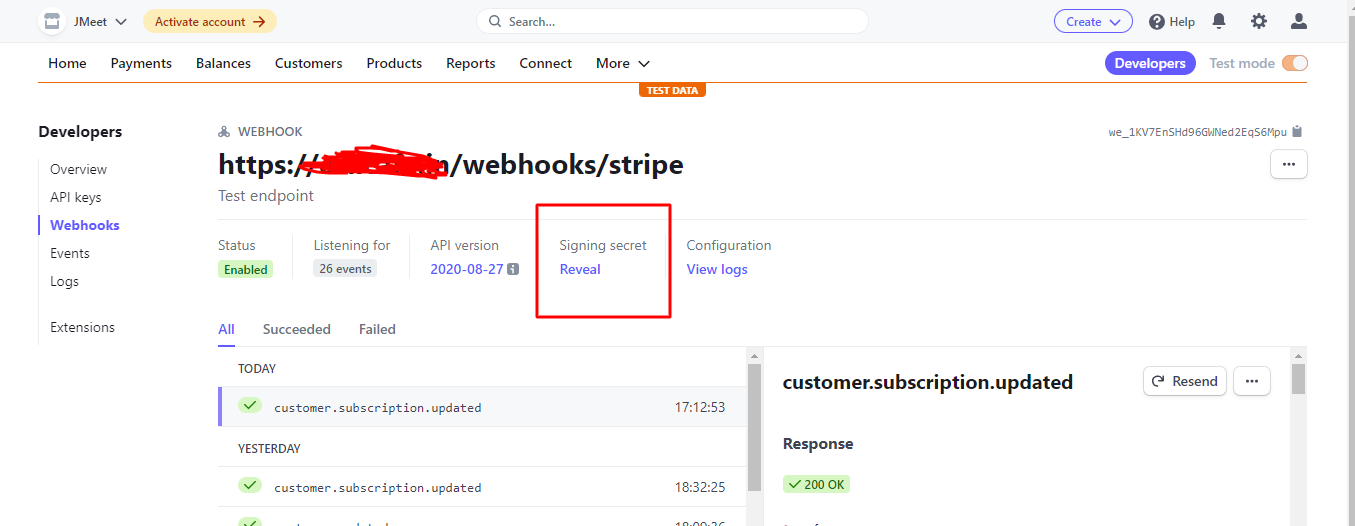 JMeet Activate account → Search... Create Help
Home Payments Balances Customers Products Reports Connect More Developers Test mode
TEST DATA
Developers
Overview
API keys
Webhooks
Events
Logs
Extensions
WEBHOOK we_1KV7EnSHd96GWNed2EqS6Mpu
https:// /webhooks/stripe
Test endpoint
Status Listening for API version Signing secret Configuration
Enabled 26 events 2020-08-27 Reveal View logs
All Succeeded Failed
TODAY
customer.subscription.updated 17:12:53
YESTERDAY
customer.subscription.updated 18:32:25
customer.subscription.updated Resend
Response
200 OK